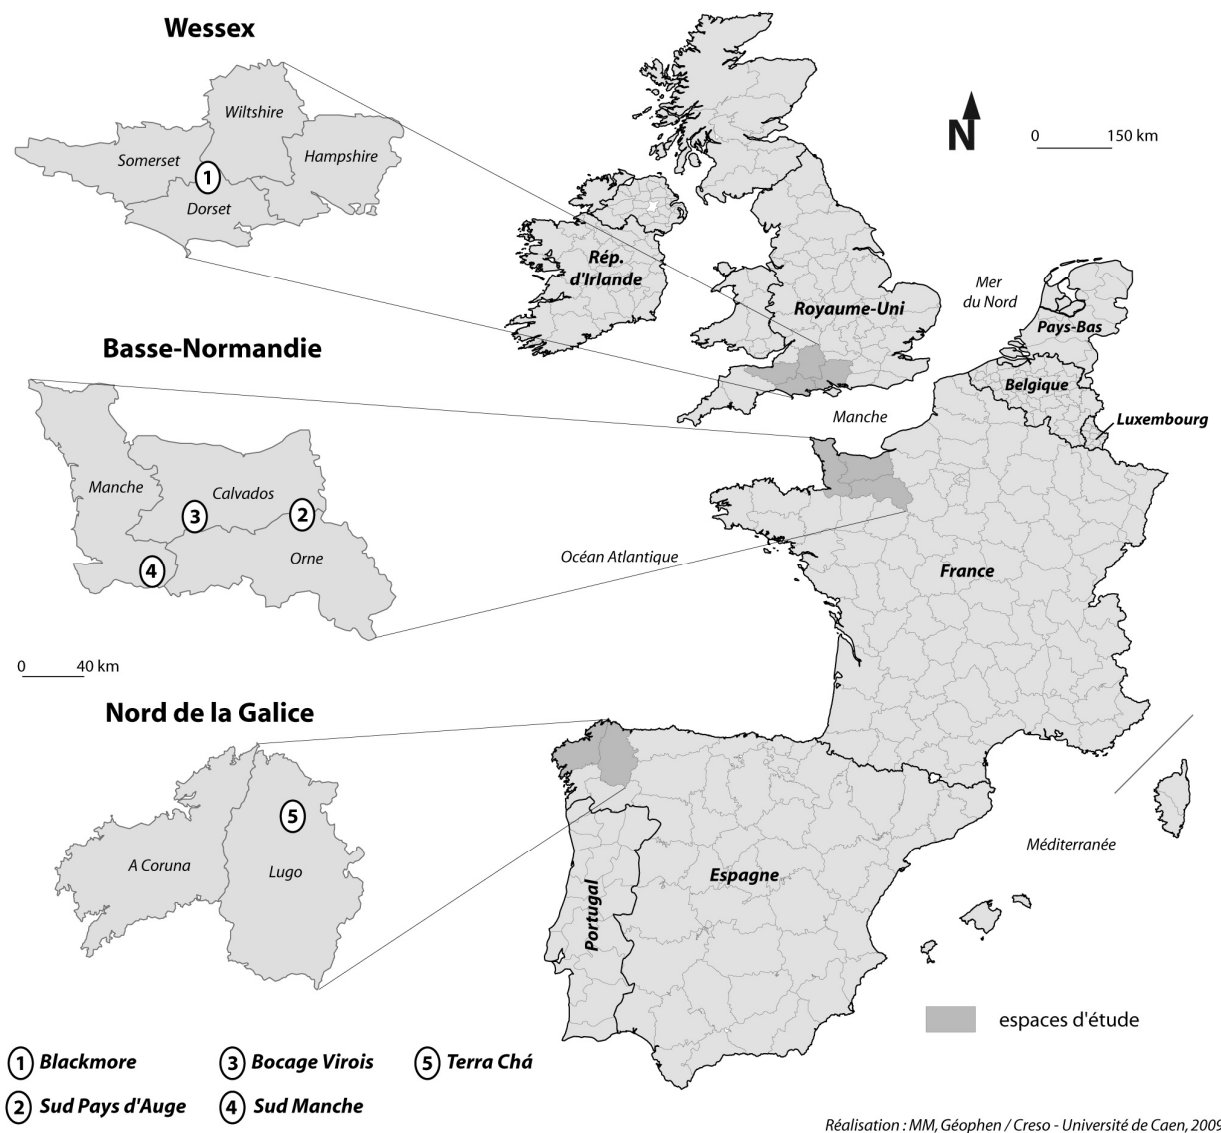 Wessex
Wiltshire
Somerset
Hampshire
1
Dorset
N
0 150 km
Rép.
d'Irlande
Royaume-Uni
Mer
du Nord
Pays-Bas
Belgique
Luxembourg
Manche
Basse-Normandie
Manche
Calvados
3
2
Orne
4
Océan Atlantique
France
0 40 km
Nord de la Galice
5
A Coruna
Lugo
Portugal
Espagne
Méditerranée
espaces d'étude
1 Blackmore
3 Bocage Virois
5 Terra Chá
2 Sud Pays d'Auge
4 Sud Manche
Réalisation : MM, Géophen / Creso - Université de Caen, 2009